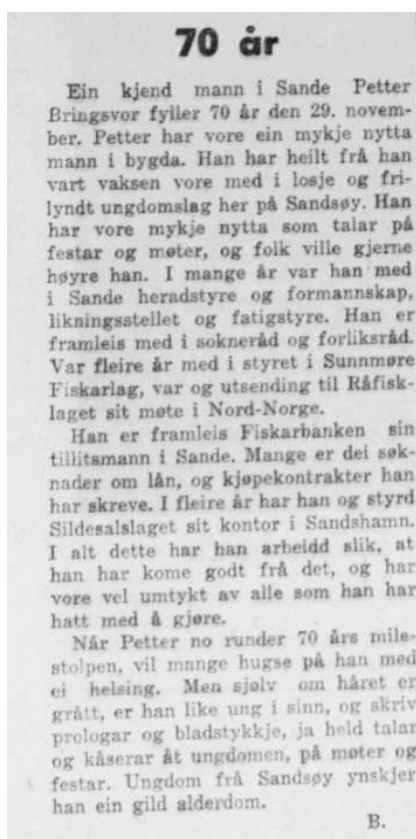 70 år
Ein kjend mann i Sande Petter
Bringsvor fyller 70 år den 29. novem-
ber. Petter har vore ein mykje nytta
mann i bygda. Han har heilt frå han
vart vaksen vore med i losje og fri-
lyndt ungdomslag her på Sandsøy. Han
har vore mykje nytta som talar på
festar og møter, og folk ville gjerne
høyre han. I mange år var han med
i Sande heradstyre og formannskap,
likningsstellet og fatigstyre. Han er
framleis med i sokneråd og forliksråd.
Var fleire år med i styret i Sunnmøre
Fiskarlag, var og utsending til Råfisk-
laget sit møte i Nord-Norge.
Han er framleis Fiskarbanken sin
tillitsmann i Sande. Mange er dei søk-
nader om lån, og kjøpekontrakter han
har skreve. I fleire år har han og styrd
Sildesalslaget sit kontor i Sandshamn.
I alt dette har han arbeidd slik, at
han har kome godt frå det, og har
vore vel umtykt av alle som han har
hatt med å gjøre.
Når Petter no runder 70 års mile-
stolpen, vil mange hugse på han med
ei helsing. Men sjølv om håret er
grått, er han like ung i sinn, og skriv
prologar og bladstykkje, ja held talar
og kåserar åt ungdomen, på møter og
festar. Ungdom frå Sandsøy ynskjer
han ein gild alderdom.
B.